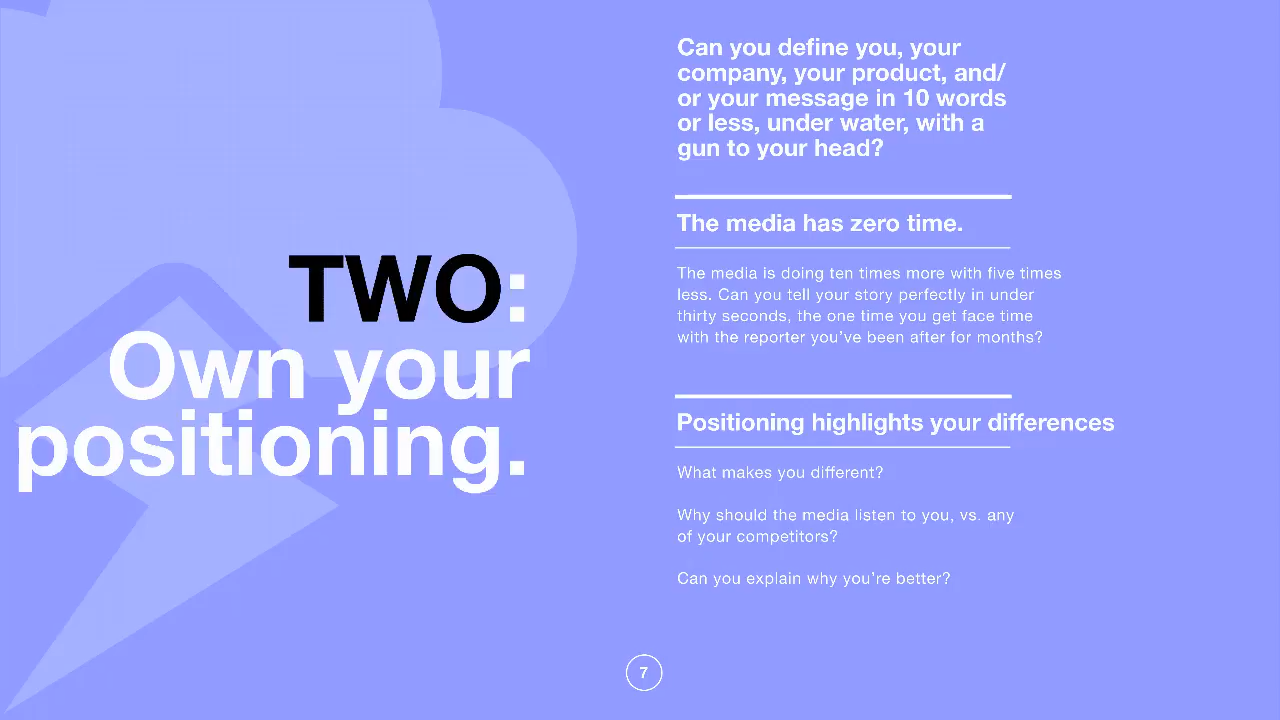 TWO:
Own your
positioning.
Can you define you, your
company, your product, and/
or your message in 10 words
or less, under water, with a
gun to your head?
The media has zero time.
The media is doing ten times more with five times
less. Can you tell your story perfectly in under
thirty seconds, the one time you get face time
with the reporter you’ve been after for months?
Positioning highlights your differences
What makes you different?
Why should the media listen to you, vs. any
of your competitors?
Can you explain why you’re better?
7